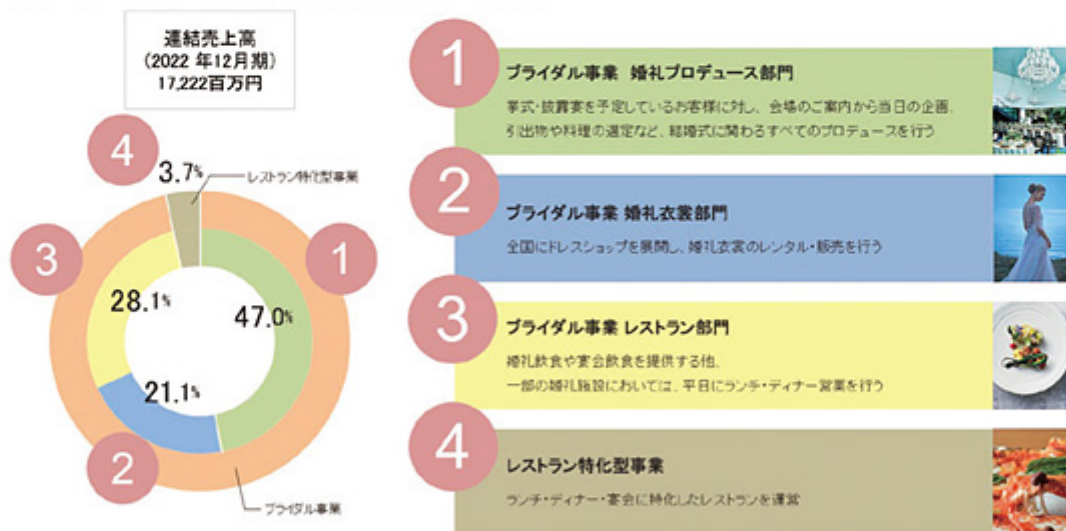 連結売上高
(2022 年12月期)
17,222百万円
4
3.7%
レストラン特化型事業
3
1
28.1%
47.0%
21.1%
2
ブライダル事業
1
ブライダル事業 婚礼プロデュース部門
挙式・披露宴を予定しているお客様に対し、会場のご案内から当日の企画、
引出物や料理の選定など、結婚式に関わるすべてのプロデュースを行う
2
ブライダル事業 婚礼衣裳部門
全国にドレスショップを展開し、婚礼衣裳のレンタル・販売を行う
3
ブライダル事業 レストラン部門
婚礼飲食や宴会飲食を提供する他、
一部の婚礼施設においては、平日にランチ・ディナー営業を行う
4
レストラン特化型事業
ランチ・ディナー・宴会に特化したレストランを運営